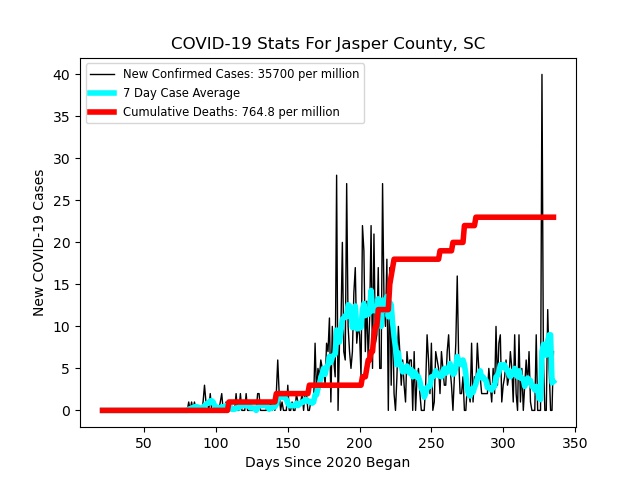 COVID-19 Stats For Jasper County, SC
New Confirmed Cases: 35700 per million
7 Day Case Average
Cumulative Deaths: 764.8 per million
New COVID-19 Cases
40
35
30
25
20
15
10
5
0
50 100 150 200 250 300 350
Days Since 2020 Began